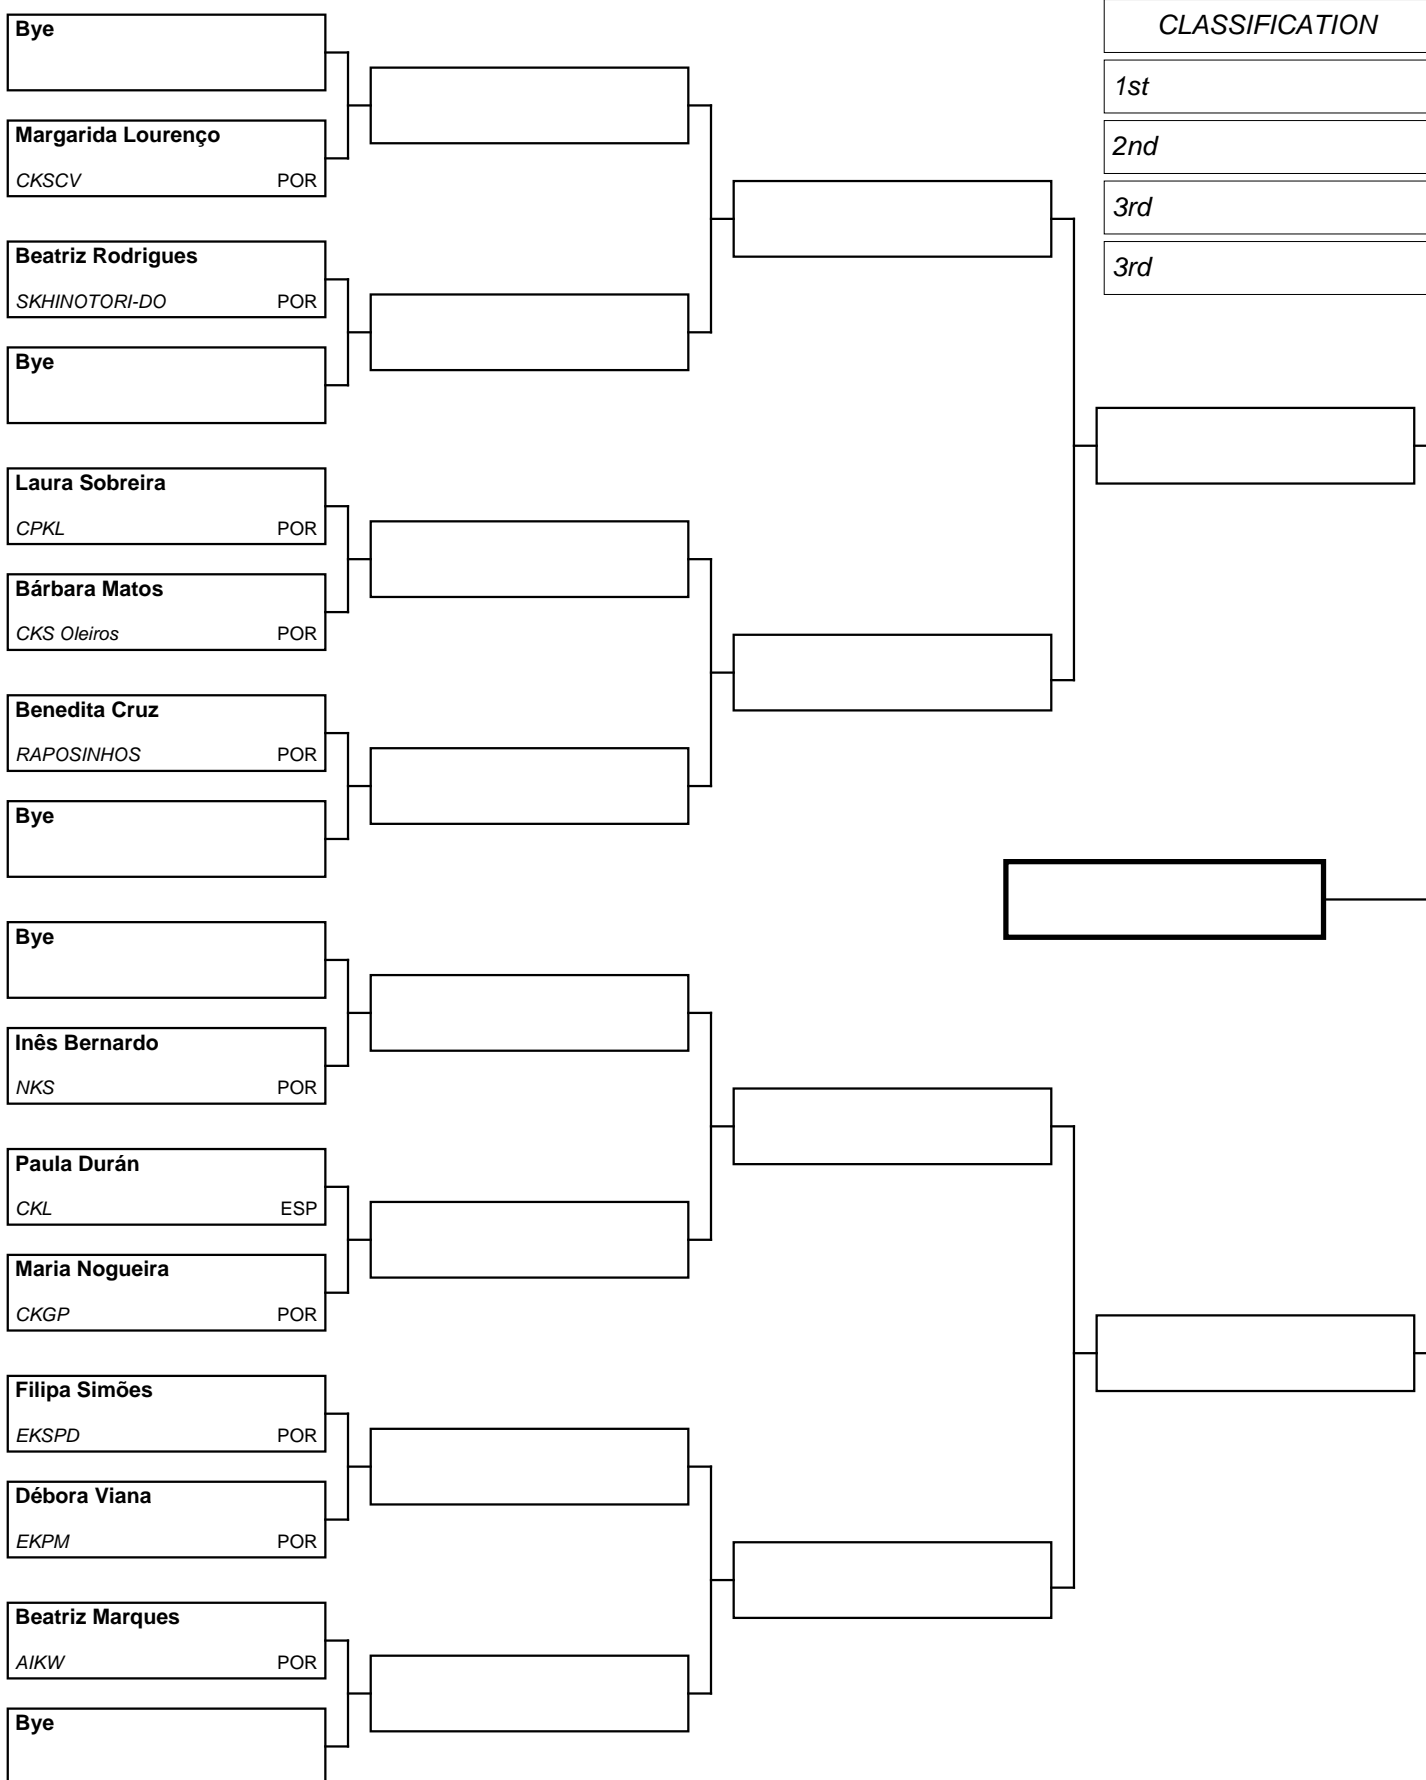 Bye
Margarida Lourenço
CKSCV POR
Beatriz Rodrigues
SKHINOTORI-DO POR
Bye
Laura Sobreira
CPKL POR
Bárbara Matos
CKS Oleiros POR
Benedita Cruz
RAPOSINHOS POR
Bye
Bye
Inês Bernardo
NKS POR
Paula Durán
CKL ESP
Maria Nogueira
CKGP POR
Filipa Simões
EKSPD POR
Débora Viana
EKPM POR
Beatriz Marques
AIKW POR
Bye
CLASSIFICATION
1st
2nd
3rd
3rd